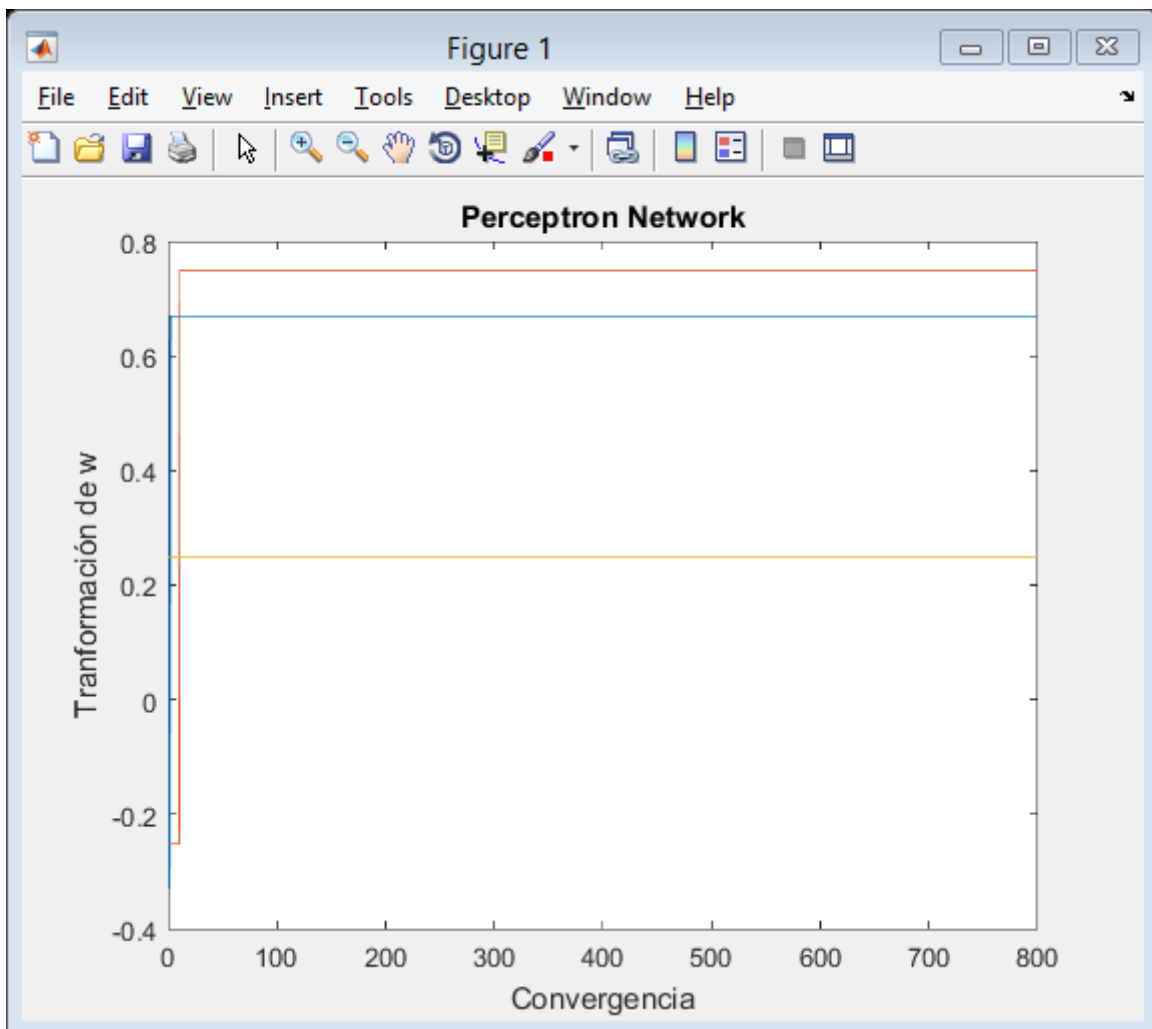 Figure 1
File Edit View Insert Tools Desktop Window Help
Perceptron Network
0.8
0.6
0.4
0.2
0
-0.2
-0.4
Tranformación de w
0 100 200 300 400 500 600 700 800
Convergencia